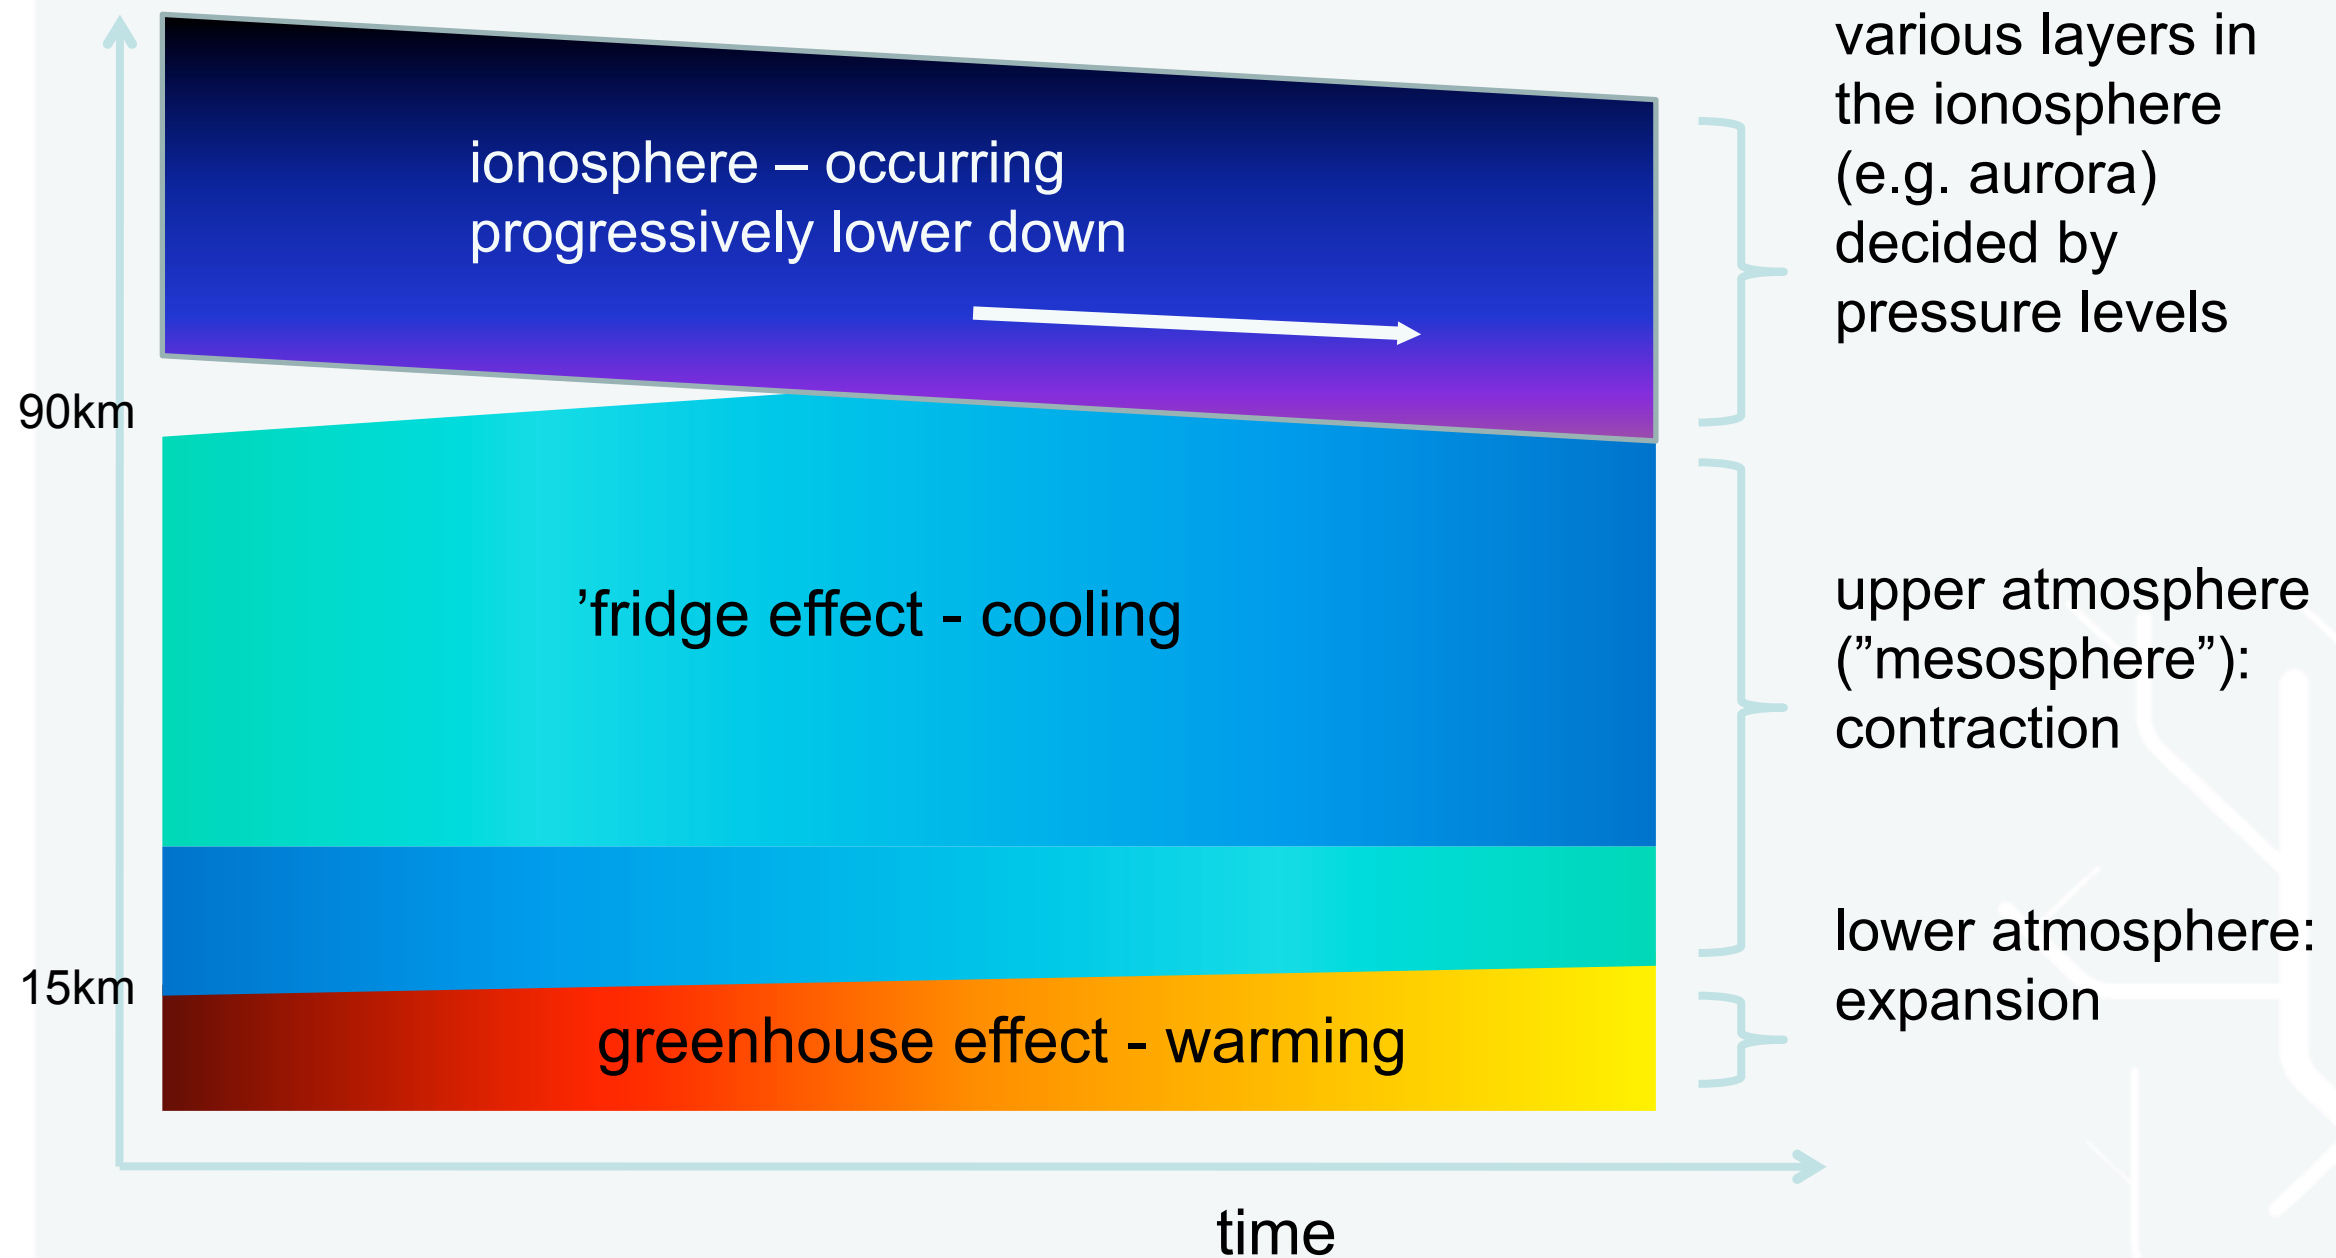 various layers in
the ionosphere
(e.g. aurora)
decided by
pressure levels
ionosphere – occurring
progressively lower down
90km
’fridge effect - cooling
upper atmosphere
(”mesosphere”):
contraction
lower atmosphere:
expansion
15km
greenhouse effect - warming
time